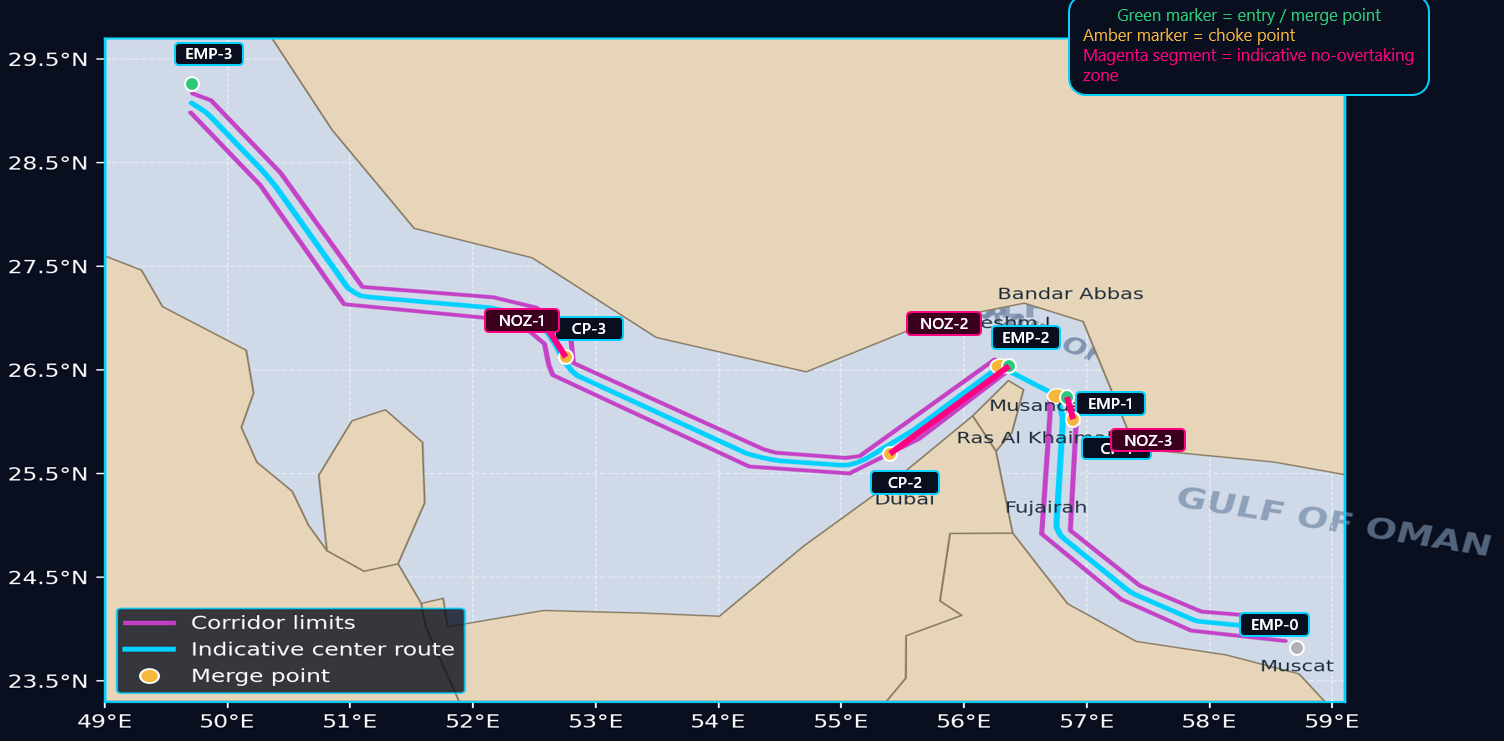 Green marker = entry / merge point
Amber marker = choke point
Magenta segment = indicative no-overtaking
zone
EMP-3
29.5°N
28.5°N
27.5°N
26.5°N
25.5°N
24.5°N
23.5°N
Bandar Abbas
NOZ-1
CP-3
NOZ-2
EMP-2
EMP-1
Ras Al
NOZ-3
CP-2
Dubai
Fujairah
GULF OF OMAN
EMP-0
Muscat
Corridor limits
Indicative center route
Merge point
49°E
50°E
51°E
52°E
53°E
54°E
55°E
56°E
57°E
58°E
59°E